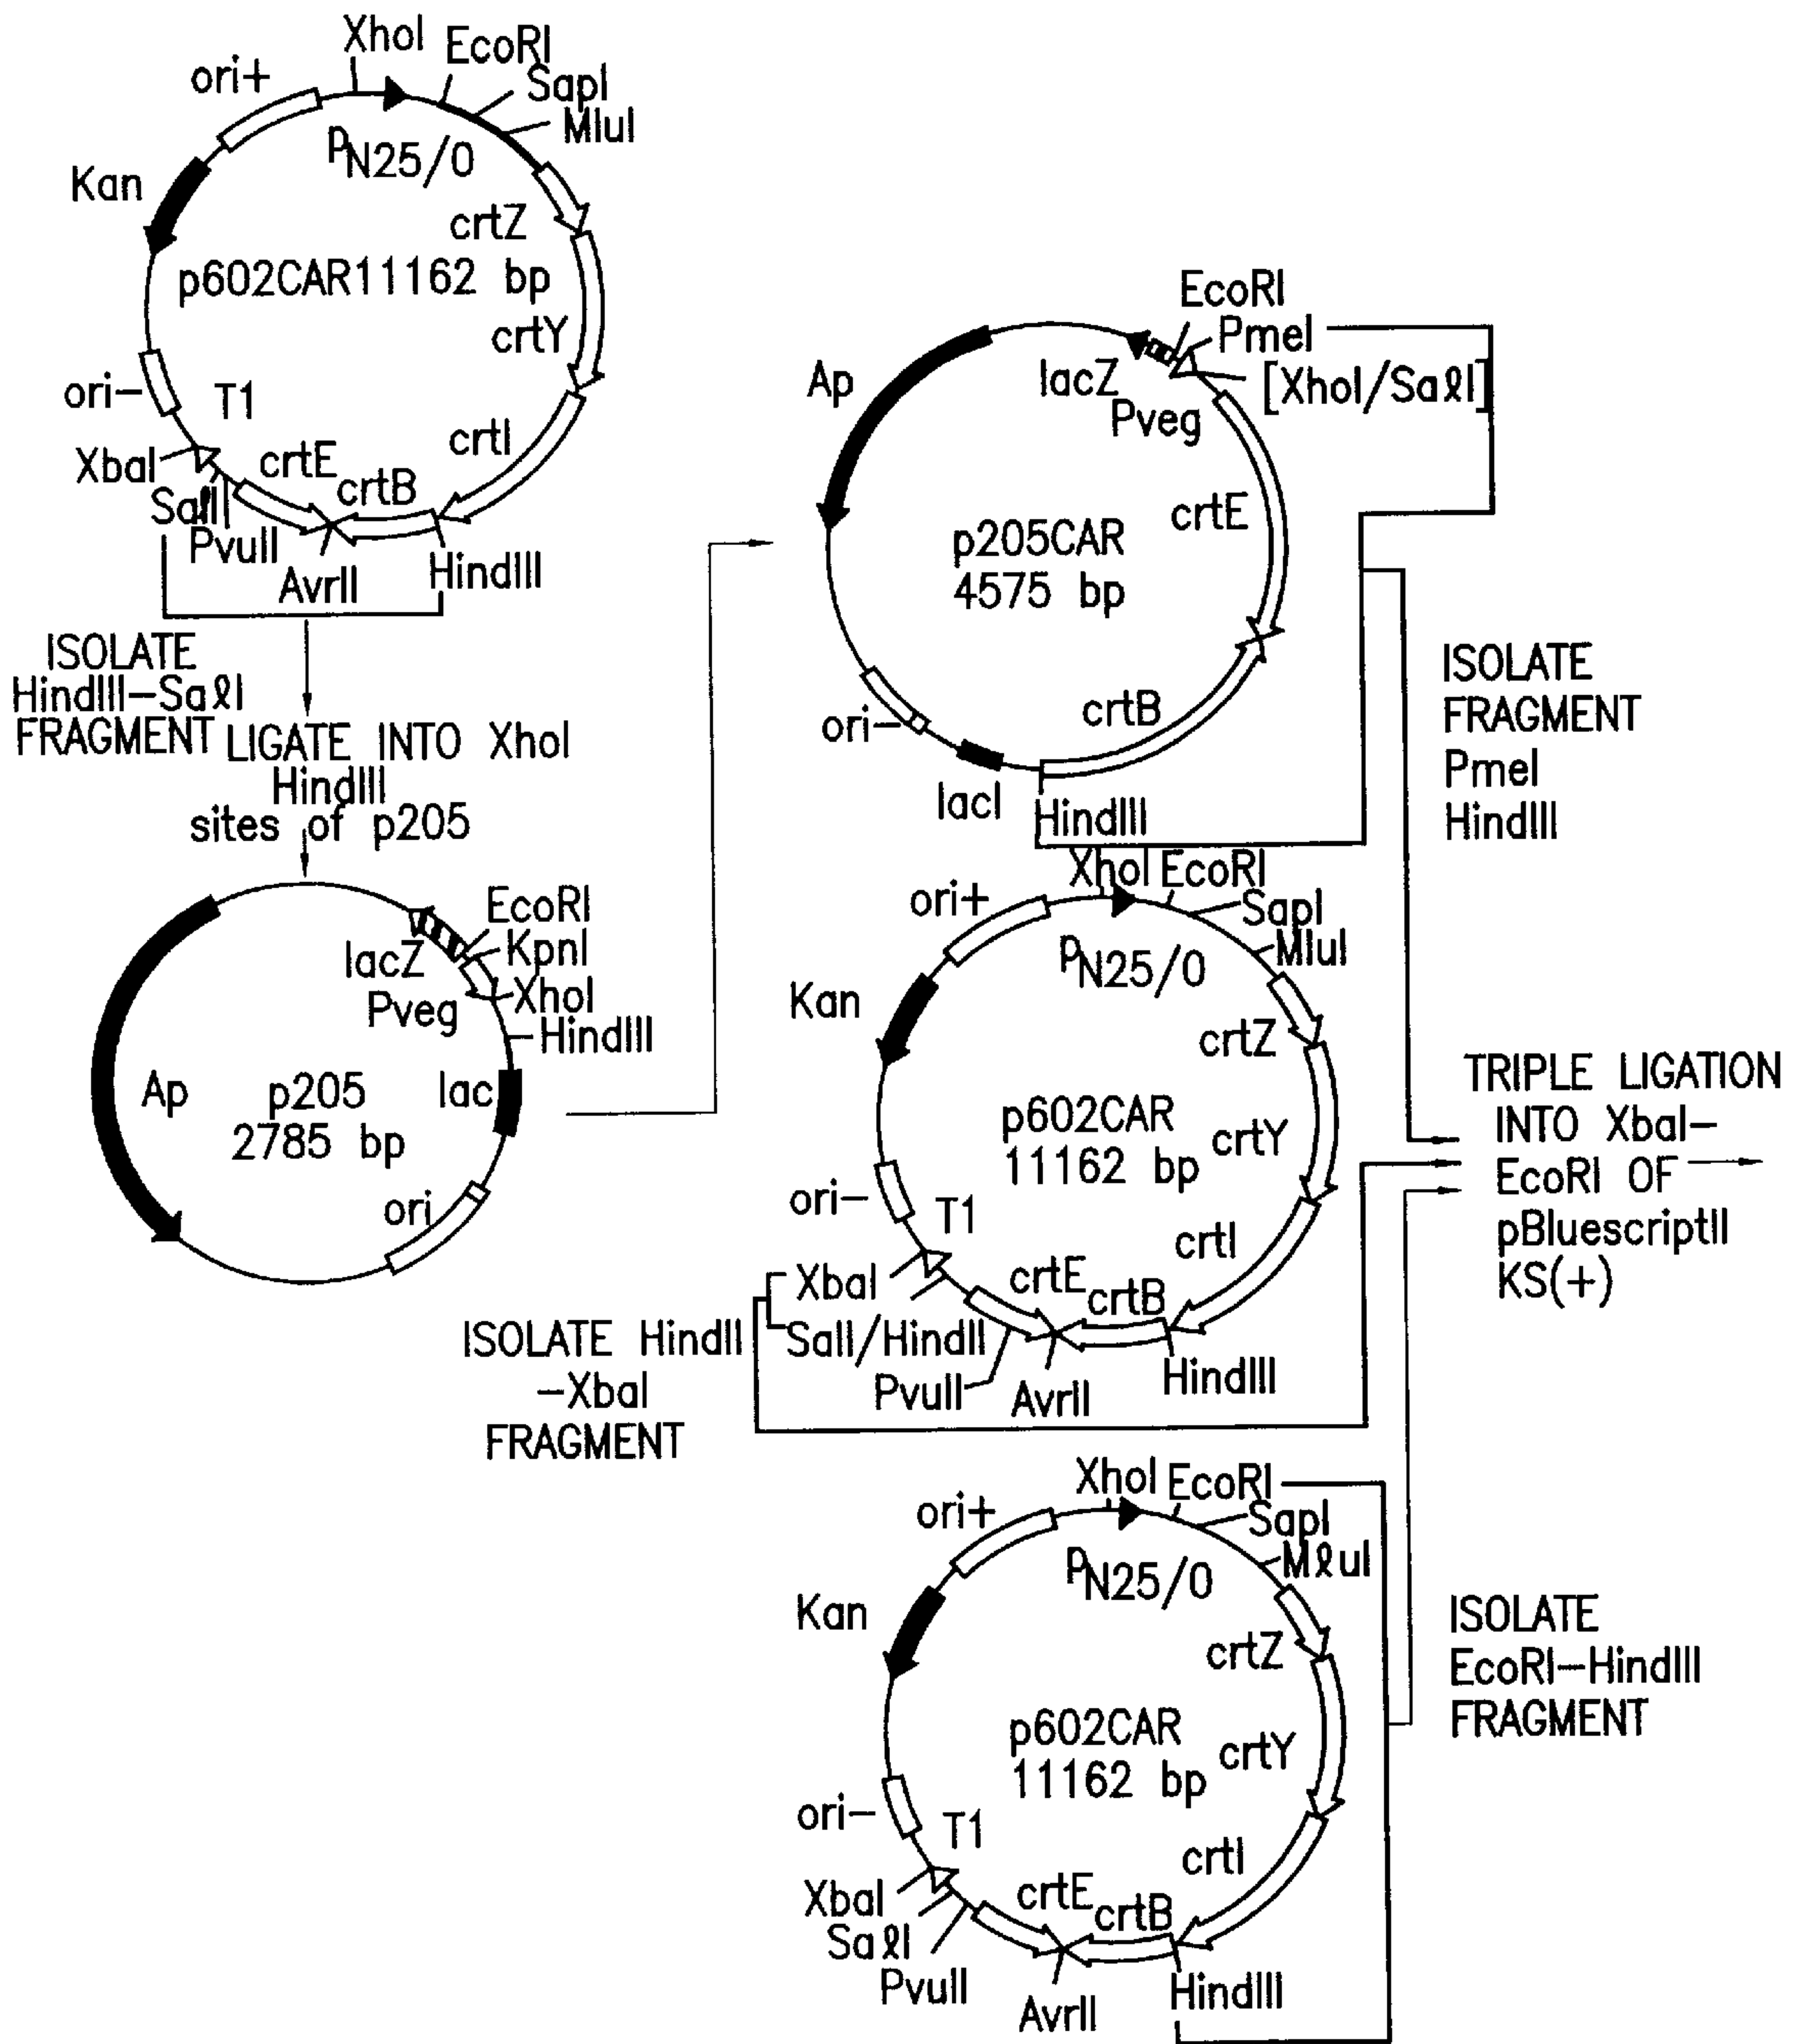 XhoI
EcoRI
SapI
MluI
ori+
PN25/0
Kan
crtZ
p602CAR11162 bp
crtY
ori-
T1
crtI
XbaI
crtE
crtB
SalI
PvuII
AvrII
HindIII
ISOLATE
HindIII-SalI
FRAGMENT
LIGATE INTO XhoI
HindIII
sites of p205
EcoRI
KpnI
lacZ
Pveg
XhoI
HindIII
Ap
p205
2785 bp
lac
ori
EcoRI
PmeI
[XhoI/SalI]
Ap
lacZ
Pveg
crtE
p205CAR
4575 bp
crtB
ori-
lacI
HindIII
ISOLATE
FRAGMENT
PmeI
HindIII
XhoI
EcoRI
SapI
MluI
ori+
PN25/0
Kan
crtZ
p602CAR
11162 bp
crtY
ori-
T1
crtI
XbaI
crtE
crtB
SalI/HindII
PvuII
AvrII
HindIII
ISOLATE HindII
-XbaI
FRAGMENT
TRIPLE LIGATION
INTO XbaI-
EcoRI OF
pBluescriptII
KS(+)
XhoI
EcoRI
SapI
MluI
ori+
PN25/0
Kan
crtZ
p602CAR
11162 bp
crtY
ori-
T1
crtI
XbaI
crtE
crtB
SalI
PvuII
AvrII
HindIII
ISOLATE
EcoRI-HindIII
FRAGMENT